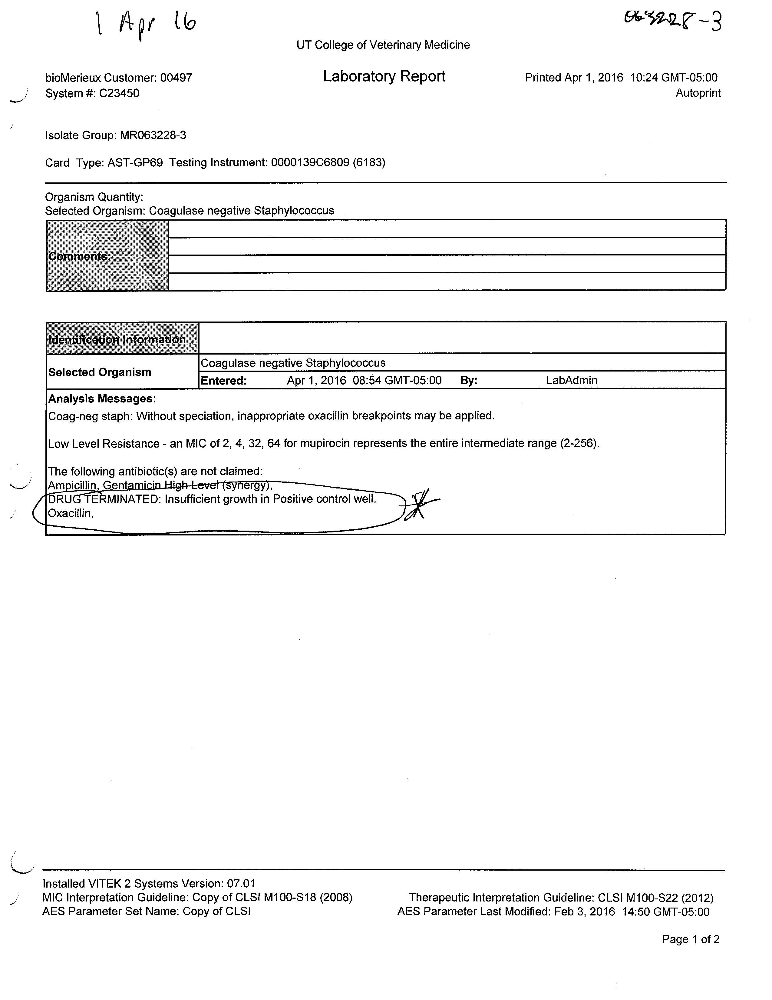 1 Apr 16
063228-3
UT College of Veterinary Medicine
bioMerieux Customer: 00497
Laboratory Report
Printed Apr 1, 2016 10:24 GMT-05:00
System #: C23450
Autoprint
Isolate Group: MR063228-3
Card Type: AST-GP69 Testing Instrument: 0000139C6809 (6183)
Organism Quantity:
Selected Organism: Coagulase negative Staphylococcus
Comments:
Identification Information
Selected Organism
Coagulase negative Staphylococcus
Entered: Apr 1, 2016 08:54 GMT-05:00 By: LabAdmin
Analysis Messages:
Coag-neg staph: Without speciation, inappropriate oxacillin breakpoints may be applied.
Low Level Resistance - an MIC of 2, 4, 32, 64 for mupirocin represents the entire intermediate range (2-256).
The following antibiotic(s) are not claimed:
Ampicillin, Gentamicin High Level (synergy),
DRUG TERMINATED: Insufficient growth in Positive control well.
Oxacillin,
Installed VITEK 2 Systems Version: 07.01
MIC Interpretation Guideline: Copy of CLSI M100-S18 (2008)
Therapeutic Interpretation Guideline: CLSI M100-S22 (2012)
AES Parameter Set Name: Copy of CLSI
AES Parameter Last Modified: Feb 3, 2016 14:50 GMT-05:00
Page 1 of 2